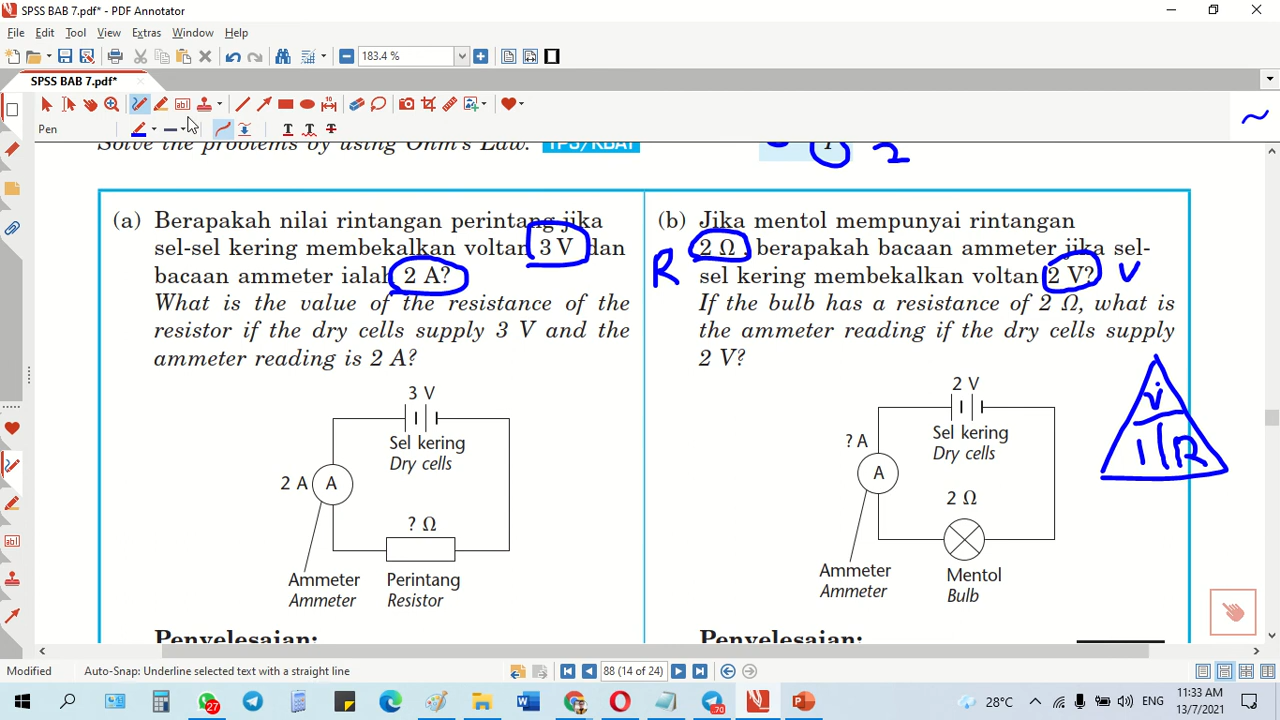 SPSS BAB 7.pdf* - PDF Annotator
File Edit Tool View Extras Window Help
183.4 %
SPSS BAB 7.pdf*
Pen
Solve the problems by using Ohm's Law. TPS/KBAT
2
(a) Berapakah nilai rintangan perintang jika
sel-sel kering membekalkan voltan 3 V dan
bacaan ammeter ialah 2 A?
What is the value of the resistance of the
resistor if the dry cells supply 3 V and the
ammeter reading is 2 A?
3 V
Sel kering
Dry cells
2 A A
? Ω
Ammeter Perintang
Ammeter Resistor
Penyelesaian:
(b) Jika mentol mempunyai rintangan
2 Ω, berapakah bacaan ammeter jika sel-
R
sel kering membekalkan voltan 2 V? V
If the bulb has a resistance of 2 Ω, what is
the ammeter reading if the dry cells supply
2 V?
2 V
V
Sel kering
Dry cells
? A
A
I R
2 Ω
Ammeter Mentol
Ammeter Bulb
Penyelesaian:
Modified Auto-Snap: Underline selected text with a straight line 88 (14 of 24)
27
70
28°C
11:33 AM
13/7/2021